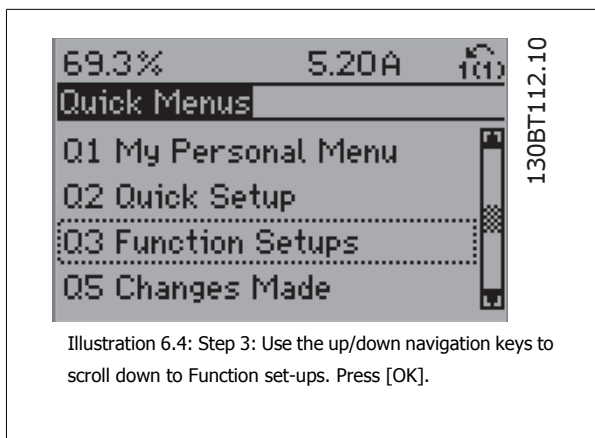 69.3% 5.20A 1(1)
Quick Menus
Q1 My Personal Menu
Q2 Quick Setup
Q3 Function Setups
Q5 Changes Made
130BT112.10
Illustration 6.4: Step 3: Use the up/down navigation keys to
scroll down to Function set-ups. Press [OK].